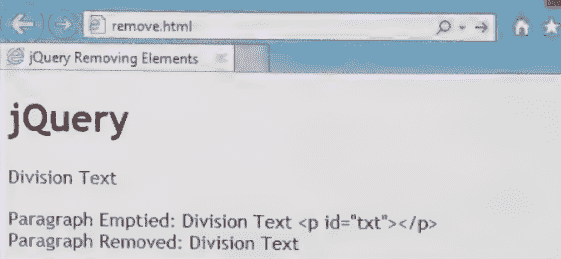 remove.html
jQuery Removing Elements
jQuery
Division Text
Paragraph Emptied: Division Text <p id="txt"></p>
Paragraph Removed: Division Text